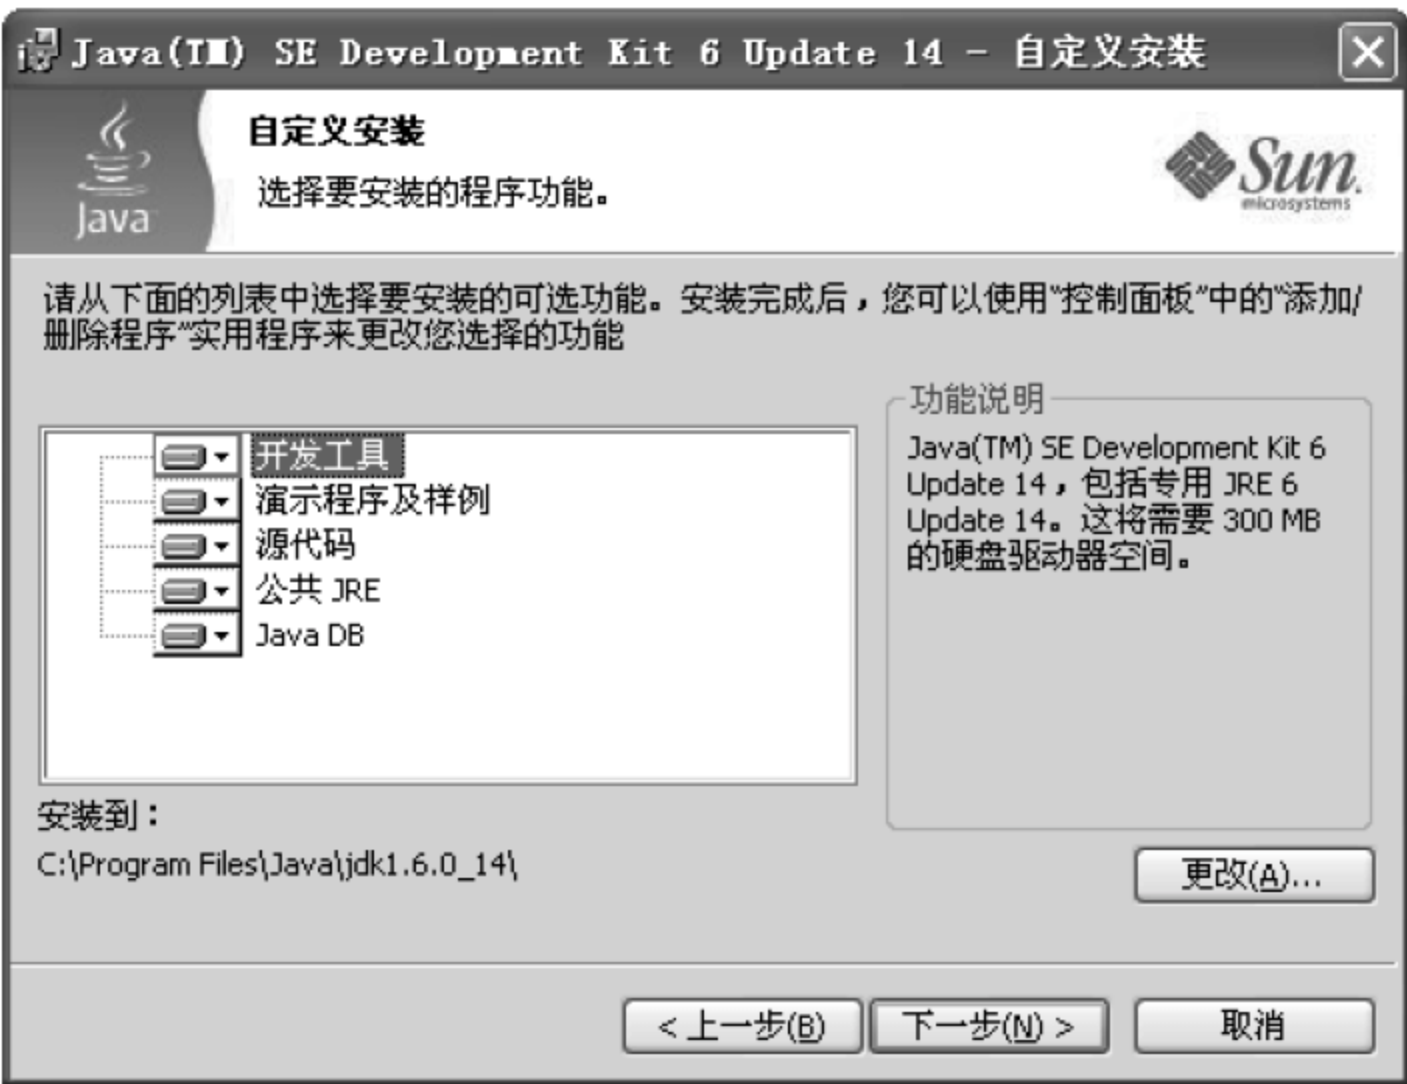 Java(TM) SE Development Kit 6 Update 14 - 自定义安装
Java
自定义安装
选择要安装的程序功能。
Sun
microsystems
请从下面的列表中选择要安装的可选功能。安装完成后，您可以使用“控制面板”中的“添加/
删除程序”实用程序来更改您选择的功能
开发工具
演示程序及样例
源代码
公共 JRE
Java DB
功能说明
Java(TM) SE Development Kit 6
Update 14，包括专用 JRE 6
Update 14。这将需要 300 MB
的硬盘驱动器空间。
安装到：
C:\Program Files\Java\jdk1.6.0_14\
更改(A)...
< 上一步(B)
下一步(N) >
取消